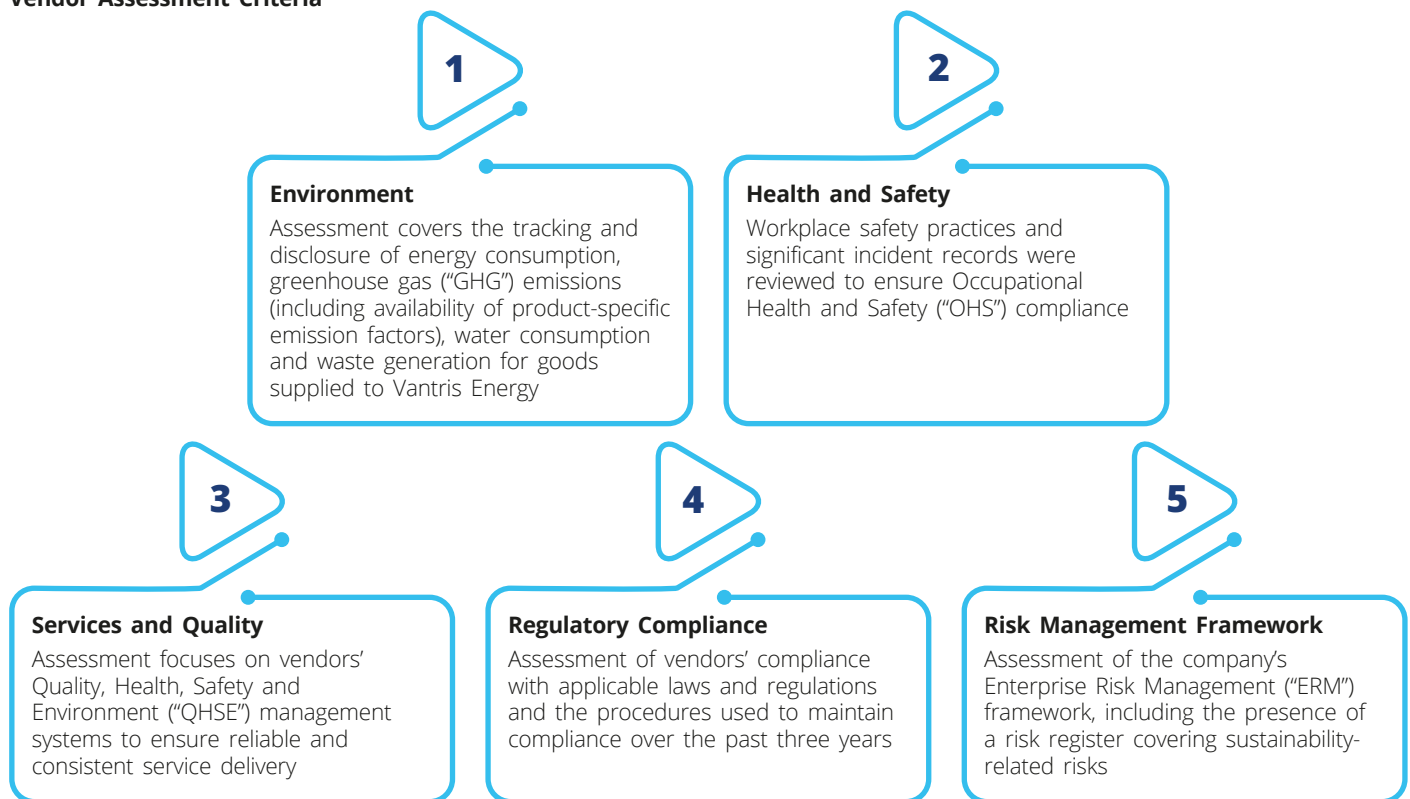 Vendor Assessment Criteria
1
Environment
Assessment covers the tracking and
disclosure of energy consumption,
greenhouse gas (“GHG”) emissions
(including availability of product-specific
emission factors), water consumption
and waste generation for goods
supplied to Vantris Energy
2
Health and Safety
Workplace safety practices and
significant incident records were
reviewed to ensure Occupational
Health and Safety (“OHS”) compliance
3
Services and Quality
Assessment focuses on vendors’
Quality, Health, Safety and
Environment (“QHSE”) management
systems to ensure reliable and
consistent service delivery
4
Regulatory Compliance
Assessment of vendors’ compliance
with applicable laws and regulations
and the procedures used to maintain
compliance over the past three years
5
Risk Management Framework
Assessment of the company’s
Enterprise Risk Management (“ERM”)
framework, including the presence of
a risk register covering sustainability-
related risks